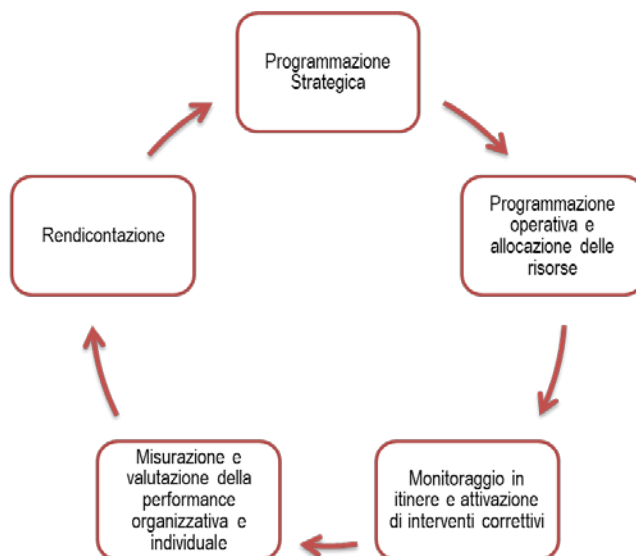 Programmazione
Strategica
Programmazione
operativa e
allocazione delle
risorse
Monitoraggio in
itinere e attivazione
di interventi correttivi
Misurazione e
valutazione della
performance
organizzativa e
individuale
Rendicontazione